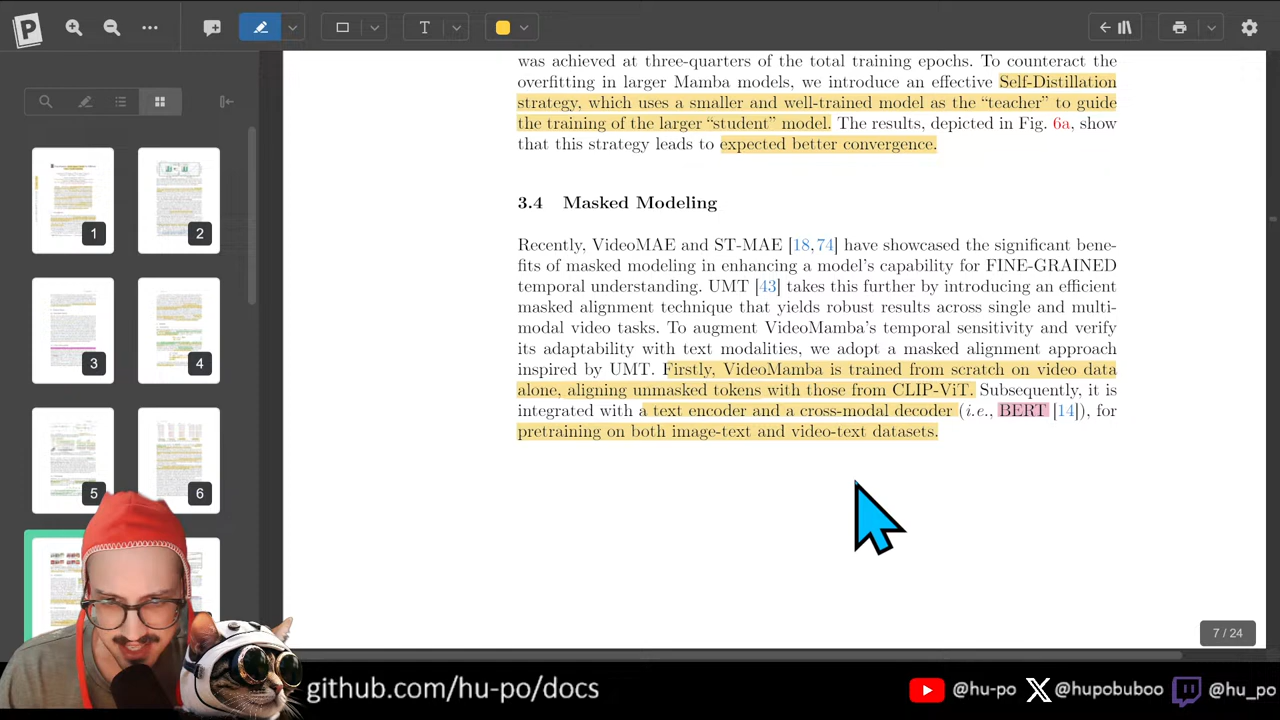 was achieved at three-quarters of the total training epochs. To counteract the
overfitting in larger Mamba models, we introduce an effective Self-Distillation
strategy, which uses a smaller and well-trained model as the “teacher” to guide
the training of the larger “student” model. The results, depicted in Fig. 6a, show
that this strategy leads to expected better convergence.
3.4 Masked Modeling
Recently, VideoMAE and ST-MAE [18,74] have showcased the significant bene-
fits of masked modeling in enhancing a model’s capability for FINE-GRAINED
temporal understanding. UMT [43] takes this further by introducing an efficient
masked alignment technique that yields robust results across single and multi-
modal video tasks. To augment VideoMamba’s temporal sensitivity and verify
its adaptability with text modalities, we adopt a masked alignment approach
inspired by UMT. Firstly, VideoMamba is trained from scratch on video data
alone, aligning unmasked tokens with those from CLIP-ViT. Subsequently, it is
integrated with a text encoder and a cross-modal decoder (i.e., BERT [14]), for
pretraining on both image-text and video-text datasets.
1
2
3
4
5
6
7 / 24
github.com/hu-po/docs
@hu-po
@hupobuboo
@hu_po